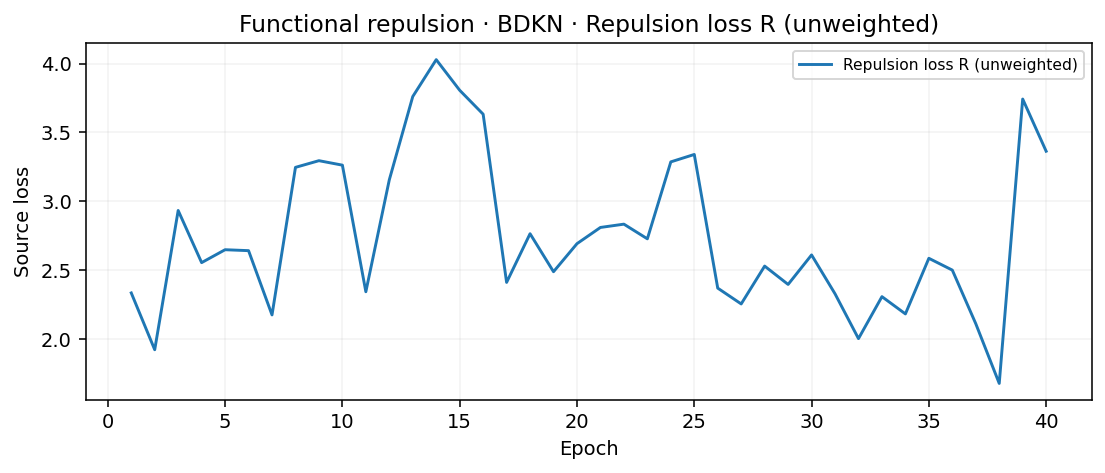 Functional repulsion · BDKN · Repulsion loss R (unweighted)
Repulsion loss R (unweighted)
Source loss
4.0
3.5
3.0
2.5
2.0
0 5 10 15 20 25 30 35 40
Epoch